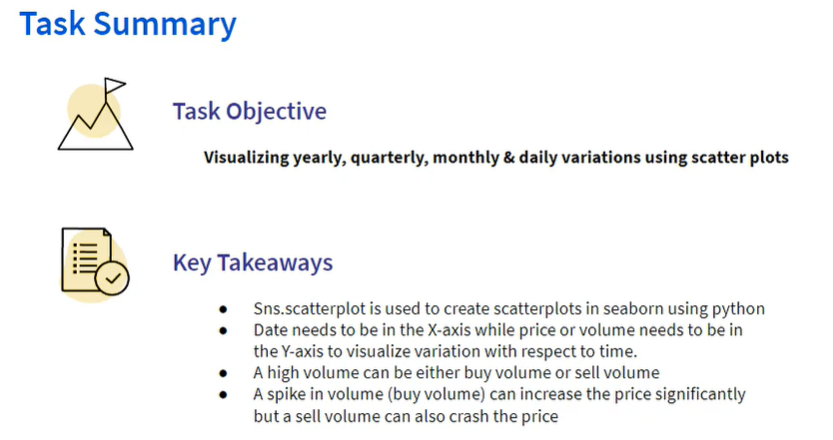 Task Summary
Task Objective
Visualizing yearly, quarterly, monthly & daily variations using scatter plots
Key Takeaways
● Sns.scatterplot is used to create scatterplots in seaborn using python
● Date needs to be in the X-axis while price or volume needs to be in
the Y-axis to visualize variation with respect to time.
● A high volume can be either buy volume or sell volume
● A spike in volume (buy volume) can increase the price significantly
but a sell volume can also crash the price